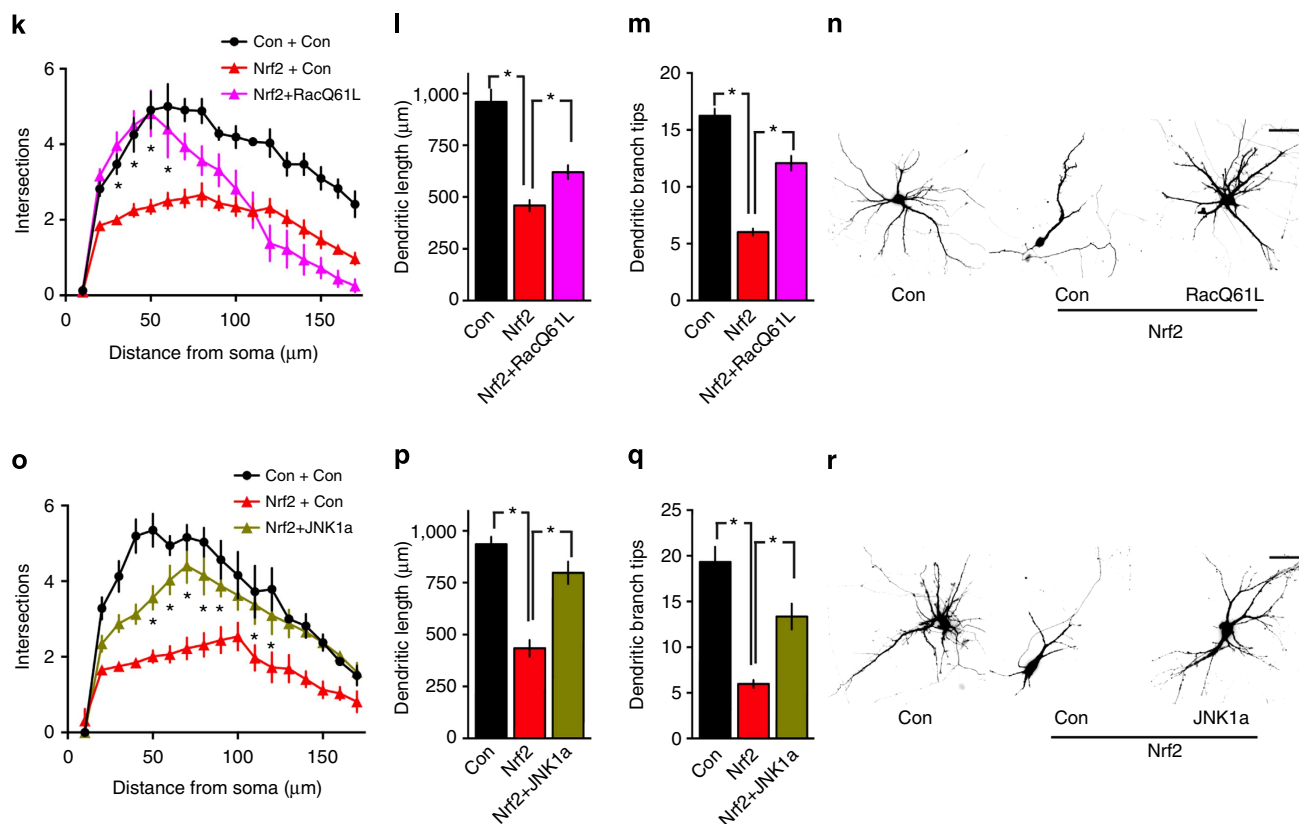 k
Con + Con
Nrf2 + Con
Nrf2+RacQ61L
6
4
2
0
Intersections
0 50 100 150
Distance from soma (μm)
l
1,000
750
500
250
0
Dendritic length (μm)
* *
Con
Nrf2
Nrf2+RacQ61L
m
20
15
10
5
0
Dendritic branch tips
* *
Con
Nrf2
Nrf2+RacQ61L
n
Con Con RacQ61L
Nrf2
o
Con + Con
Nrf2 + Con
Nrf2+JNK1a
6
4
2
0
Intersections
0 50 100 150
Distance from soma (μm)
p
1,000
750
500
250
0
Dendritic length (μm)
* *
Con
Nrf2
Nrf2+JNK1a
q
25
20
15
10
5
0
Dendritic branch tips
* *
Con
Nrf2
Nrf2+JNK1a
r
Con Con JNK1a
Nrf2